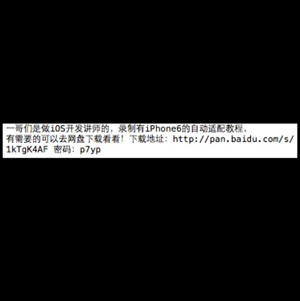 一哥们是做iOS开发讲师的，录制有iPhone6的自动适配教程，
有需要的可以去网盘下载看看！下载地址：http://pan.baidu.com/s/
1kTgK4AF 密码：p7yp